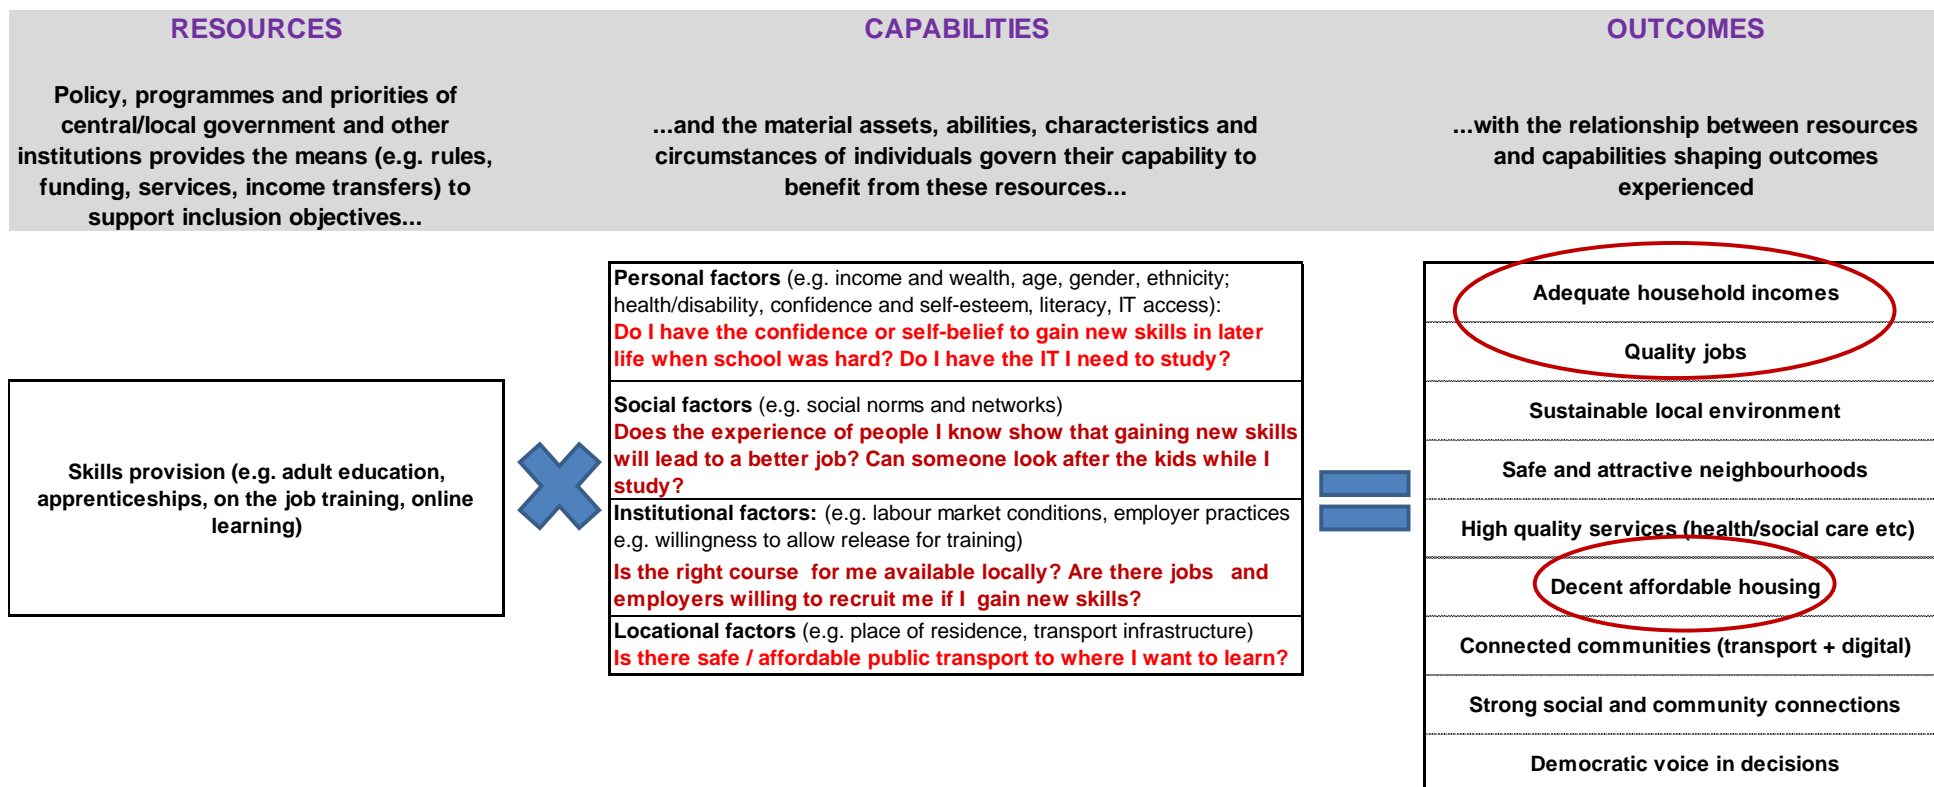 RESOURCES
Policy, programmes and priorities of
central/local government and other
institutions provides the means (e.g. rules,
funding, services, income transfers) to
support inclusion objectives...
CAPABILITIES
...and the material assets, abilities, characteristics and
circumstances of individuals govern their capability to
benefit from these resources...
OUTCOMES
...with the relationship between resources
and capabilities shaping outcomes
experienced
Skills provision (e.g. adult education,
apprenticeships, on the job training, online
learning)
Personal factors (e.g. income and wealth, age, gender, ethnicity;
health/disability, confidence and self-esteem, literacy, IT access):
Do I have the confidence or self-belief to gain new skills in later
life when school was hard? Do I have the IT I need to study?
Social factors (e.g. social norms and networks)
Does the experience of people I know show that gaining new skills
will lead to a better job? Can someone look after the kids while I
study?
Institutional factors: (e.g. labour market conditions, employer practices
e.g. willingness to allow release for training)
Is the right course for me available locally? Are there jobs and
employers willing to recruit me if I gain new skills?
Locational factors (e.g. place of residence, transport infrastructure)
Is there safe / affordable public transport to where I want to learn?
Adequate household incomes
Quality jobs
Sustainable local environment
Safe and attractive neighbourhoods
High quality services (health/social care etc)
Decent affordable housing
Connected communities (transport + digital)
Strong social and community connections
Democratic voice in decisions